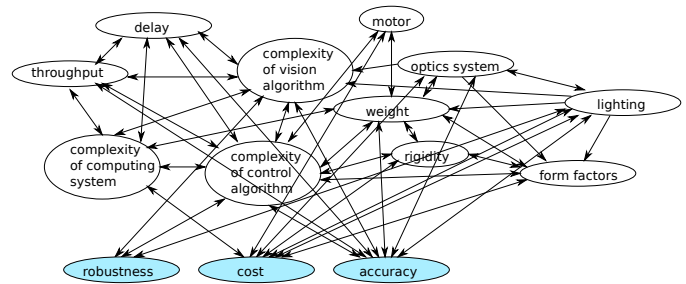 delay
motor
complexity
of vision
algorithm
optics system
throughput
weight
lighting
complexity
of computing
system
complexity
of control
algorithm
rigidity
form factors
robustness
cost
accuracy